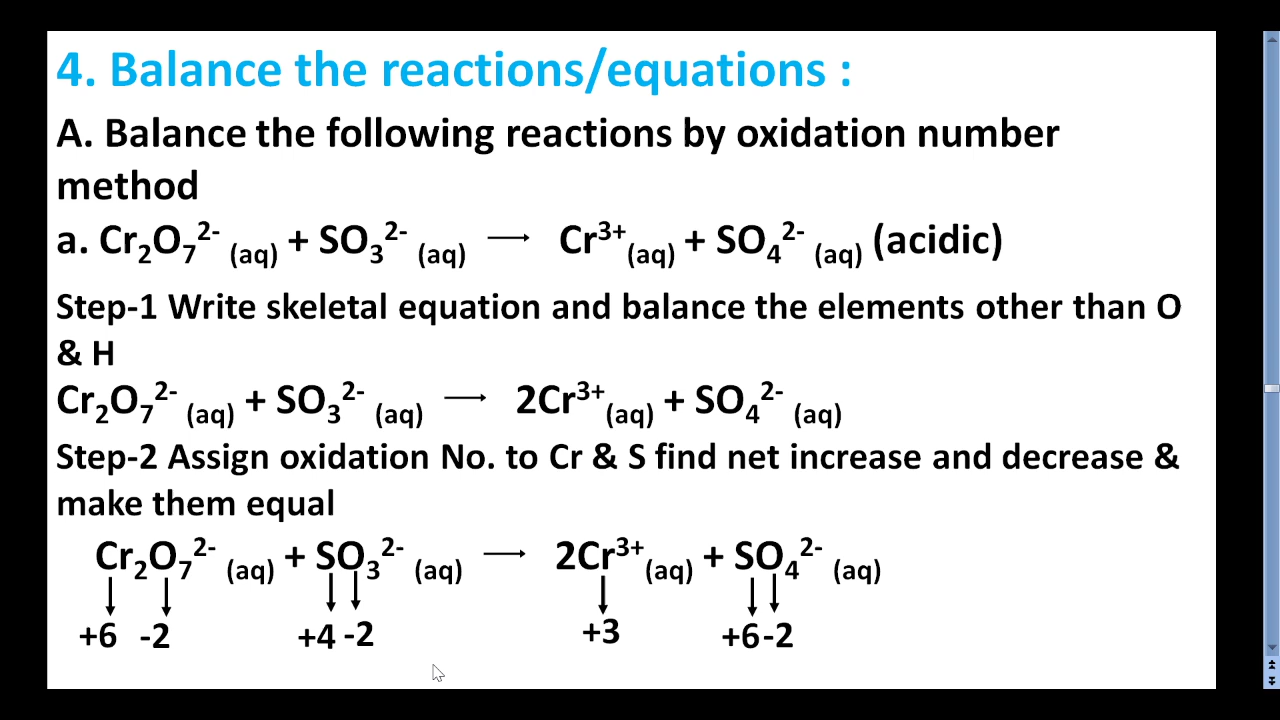 4. Balance the reactions/equations :
A. Balance the following reactions by oxidation number
method
a. Cr₂O₇²⁻ (aq) + SO₃²⁻ (aq) → Cr³⁺(aq) + SO₄²⁻ (aq) (acidic)
Step-1 Write skeletal equation and balance the elements other than O
& H
Cr₂O₇²⁻ (aq) + SO₃²⁻ (aq) → 2Cr³⁺(aq) + SO₄²⁻ (aq)
Step-2 Assign oxidation No. to Cr & S find net increase and decrease &
make them equal
Cr₂O₇²⁻ (aq) + SO₃²⁻ (aq) → 2Cr³⁺(aq) + SO₄²⁻ (aq)
+6 -2 +4 -2 +3 +6 -2